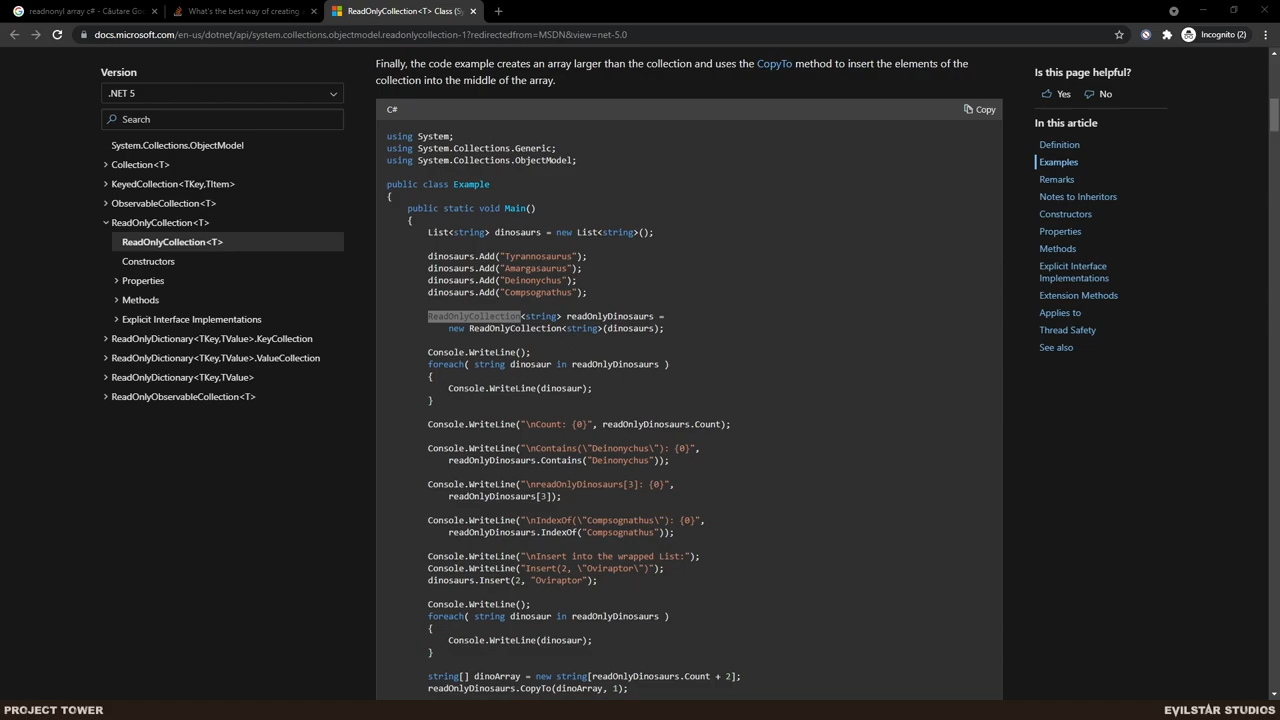 readnonyl array c# - Căutare Goo
What's the best way of creating a
ReadOnlyCollection<T> Class (Sy
docs.microsoft.com/en-us/dotnet/api/system.collections.objectmodel.readonlycollection-1?redirectedfrom=MSDN&view=net-5.0
Incognito (2)
Version
.NET 5
Search
System.Collections.ObjectModel
Collection<T>
KeyedCollection<TKey,TItem>
ObservableCollection<T>
ReadOnlyCollection<T>
ReadOnlyCollection<T>
Constructors
Properties
Methods
Explicit Interface Implementations
ReadOnlyDictionary<TKey,TValue>.KeyCollection
ReadOnlyDictionary<TKey,TValue>.ValueCollection
ReadOnlyDictionary<TKey,TValue>
ReadOnlyObservableCollection<T>
Finally, the code example creates an array larger than the collection and uses the CopyTo method to insert the elements of the
collection into the middle of the array.
C#
Copy
using System;
using System.Collections.Generic;
using System.Collections.ObjectModel;
public class Example
{
public static void Main()
{
List<string> dinosaurs = new List<string>();
dinosaurs.Add("Tyrannosaurus");
dinosaurs.Add("Amargasaurus");
dinosaurs.Add("Deinonychus");
dinosaurs.Add("Compsognathus");
ReadOnlyCollection<string> readOnlyDinosaurs =
new ReadOnlyCollection<string>(dinosaurs);
Console.WriteLine();
foreach( string dinosaur in readOnlyDinosaurs )
{
Console.WriteLine(dinosaur);
}
Console.WriteLine("\nCount: {0}", readOnlyDinosaurs.Count);
Console.WriteLine("\nContains(\"Deinonychus\"): {0}",
readOnlyDinosaurs.Contains("Deinonychus"));
Console.WriteLine("\nreadOnlyDinosaurs[3]: {0}",
readOnlyDinosaurs[3]);
Console.WriteLine("\nIndexOf(\"Compsognathus\"): {0}",
readOnlyDinosaurs.IndexOf("Compsognathus"));
Console.WriteLine("\nInsert into the wrapped List:");
Console.WriteLine("Insert(2, \"Oviraptor\")");
dinosaurs.Insert(2, "Oviraptor");
Console.WriteLine();
foreach( string dinosaur in readOnlyDinosaurs )
{
Console.WriteLine(dinosaur);
}
string[] dinoArray = new string[readOnlyDinosaurs.Count + 2];
readOnlyDinosaurs.CopyTo(dinoArray, 1);
Is this page helpful?
Yes No
In this article
Definition
Examples
Remarks
Notes to Inheritors
Constructors
Properties
Methods
Explicit Interface
Implementations
Extension Methods
Applies to
Thread Safety
See also
PROJECT TOWER
EVILSTAR STUDIOS